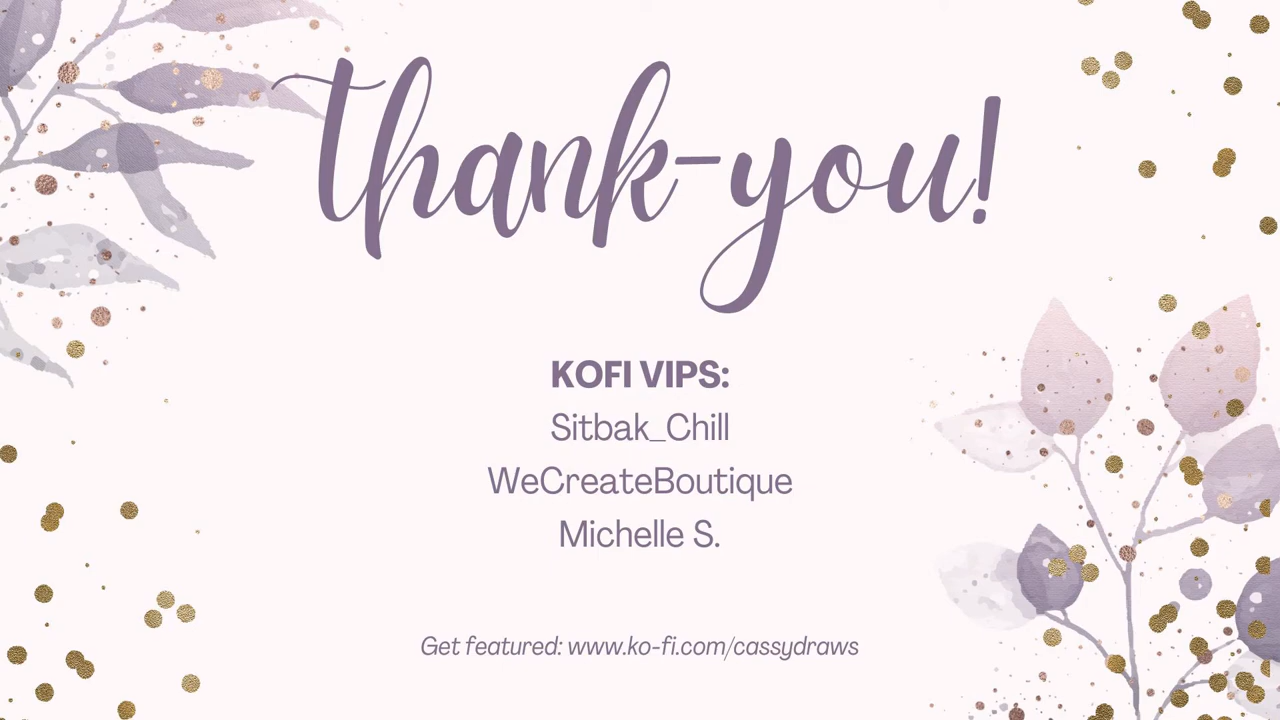 thank-you!
KOFI VIPS:
Sitbak_Chill
WeCreateBoutique
Michelle S.
Get featured: www.ko-fi.com/cassydraws